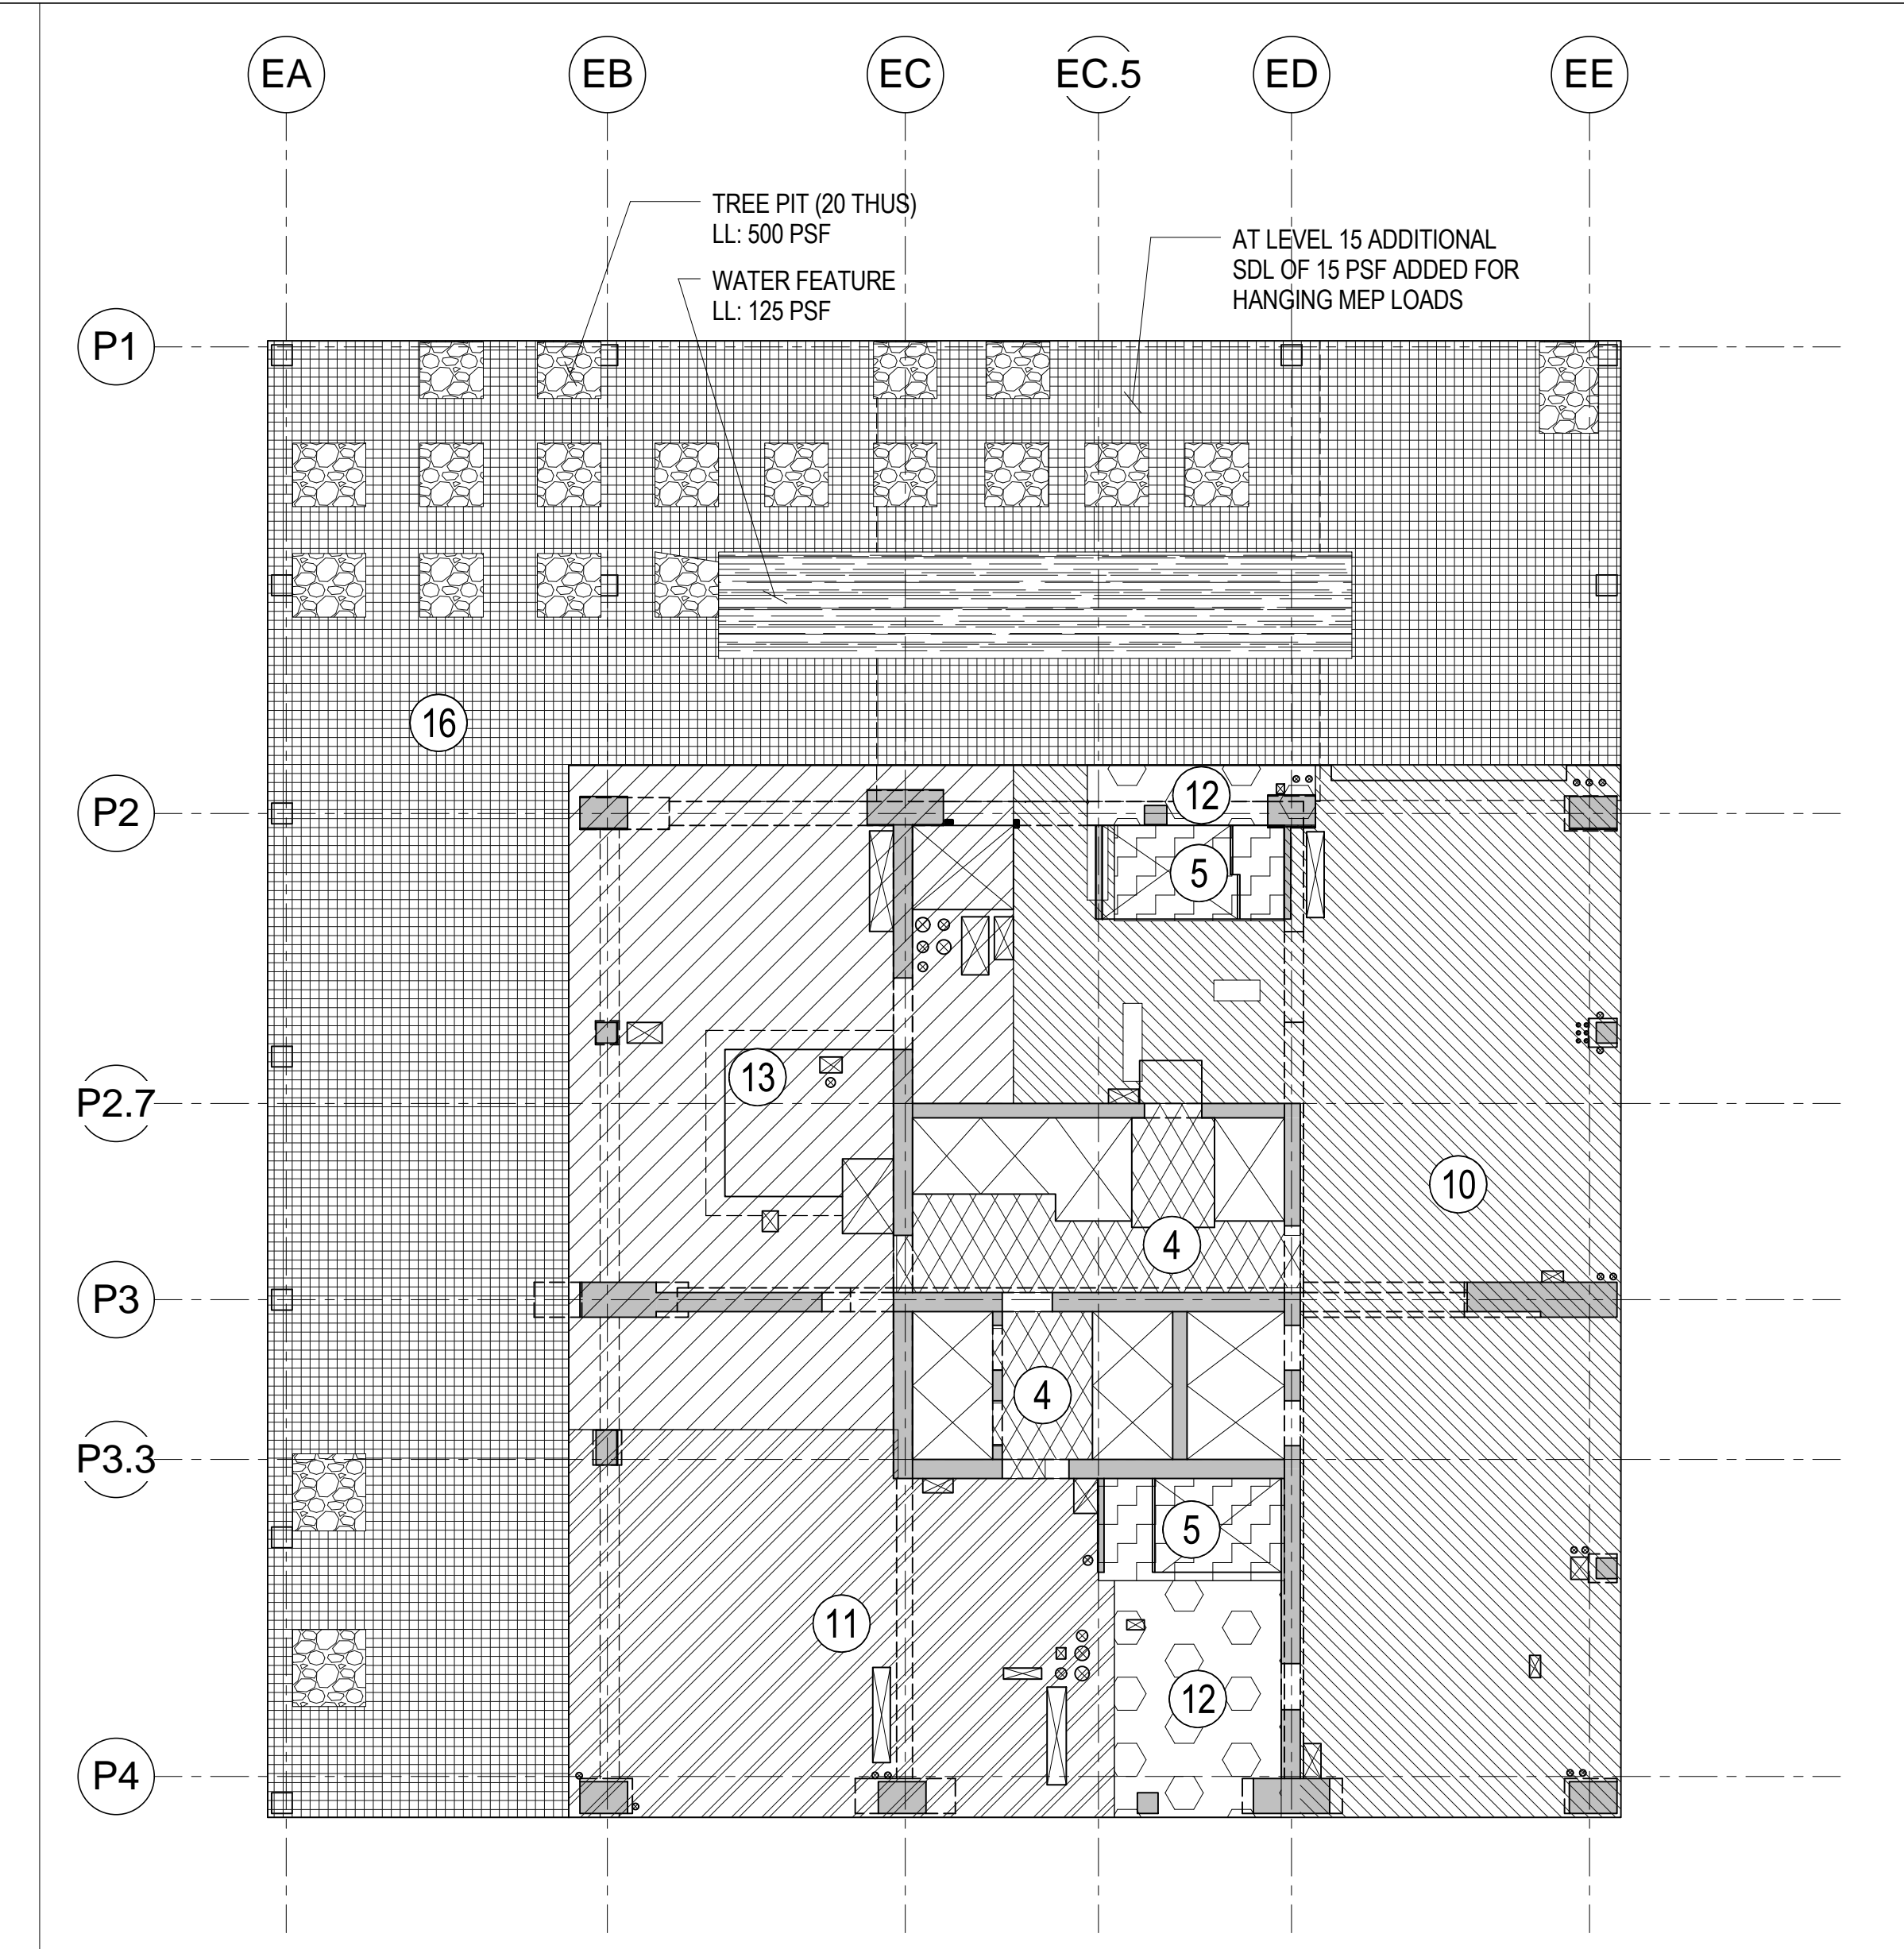 EA EB EC EC.5 ED EE
TREE PIT (20 THUS)
LL: 500 PSF
WATER FEATURE
LL: 125 PSF
AT LEVEL 15 ADDITIONAL
SDL OF 15 PSF ADDED FOR
HANGING MEP LOADS
P1
16
P2
12
5
13
P2.7
10
4
P3
4
P3.3
5
11
12
P4